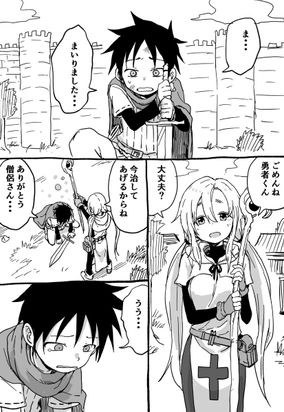 ま・・・
まいりました・・・
ごめんね
勇者くん
大丈夫?
今治して
あげるからね
ありがとう
僧侶さん・・・
うう・・・